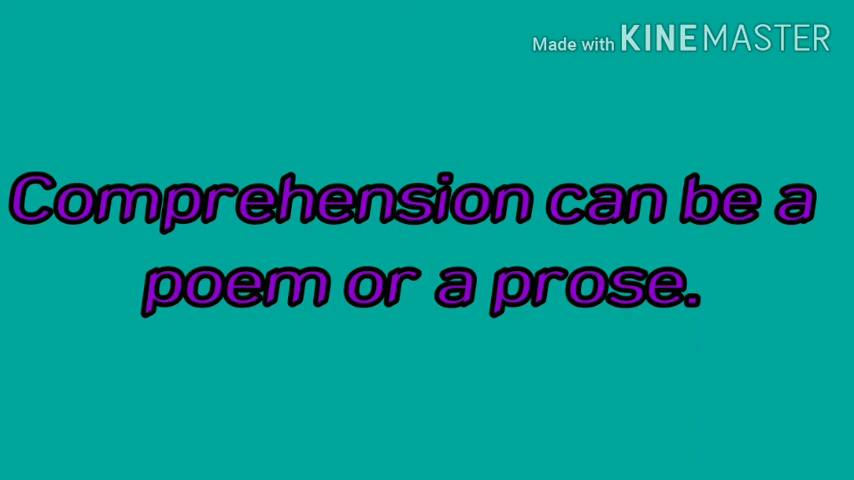 Made with KINEMASTER
Comprehension can be a
poem or a prose.